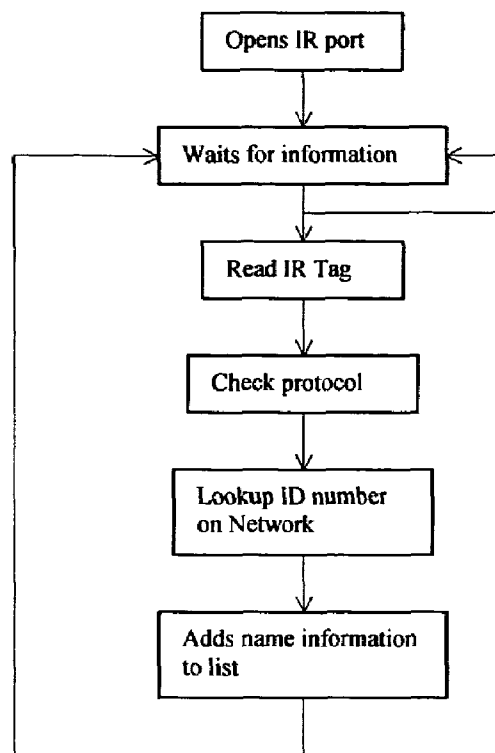 Opens IR port
Waits for information
Read IR Tag
Check protocol
Lookup ID number
on Network
Adds name information
to list